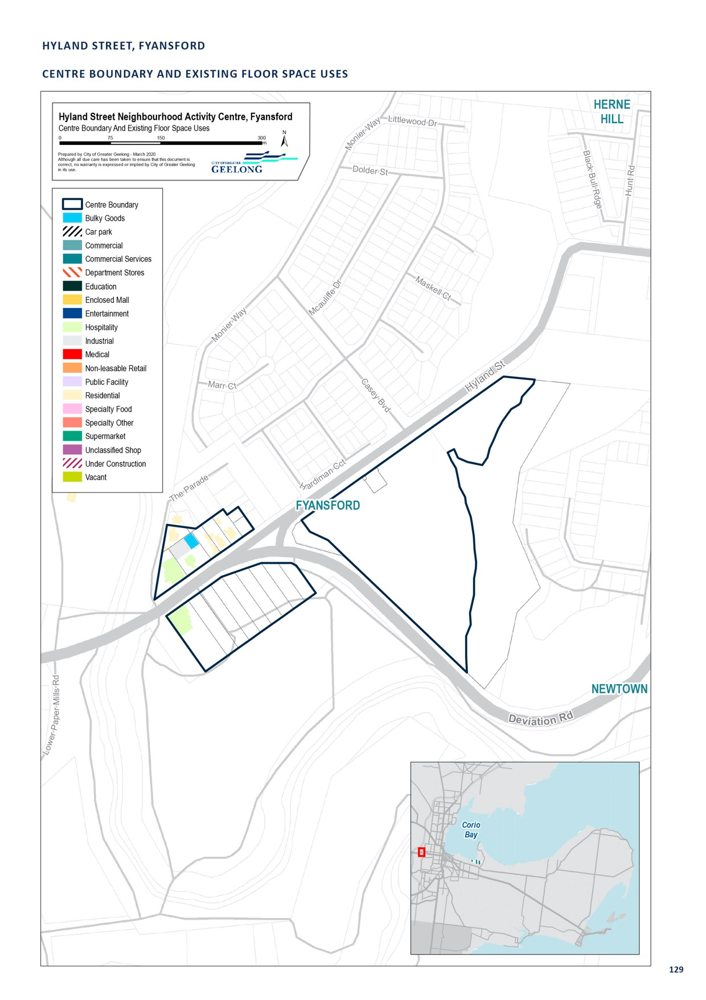 HYLAND STREET, FYANSFORD
CENTRE BOUNDARY AND EXISTING FLOOR SPACE USES
Hyland Street Neighbourhood Activity Centre, Fyansford
Centre Boundary And Existing Floor Space Uses
0 75 150 300
m
N
Prepared by City of Greater Geelong - March 2020
Although all due care has been taken to ensure that this document is
correct, no warranty is expressed or implied by City of Greater Geelong
in its use.
CITY OF GREATER
GEELONG
Centre Boundary
Bulky Goods
Car park
Commercial
Commercial Services
Department Stores
Education
Enclosed Mall
Entertainment
Hospitality
Industrial
Medical
Non-leasable Retail
Public Facility
Residential
Specialty Food
Specialty Other
Supermarket
Unclassified Shop
Under Construction
Vacant
HERNE
HILL
Littlewood Dr
Monier Way
Dolder St
Black Bull Rdge
Hunt Rd
Mcauliffe Dr
Maskell Ct
Monier Way
Marr Ct
Casey Bvd
Hyland St
Hardiman Cct
The Parade
FYANSFORD
Lower Paper Mills Rd
NEWTOWN
Deviation Rd
Corio
Bay
129